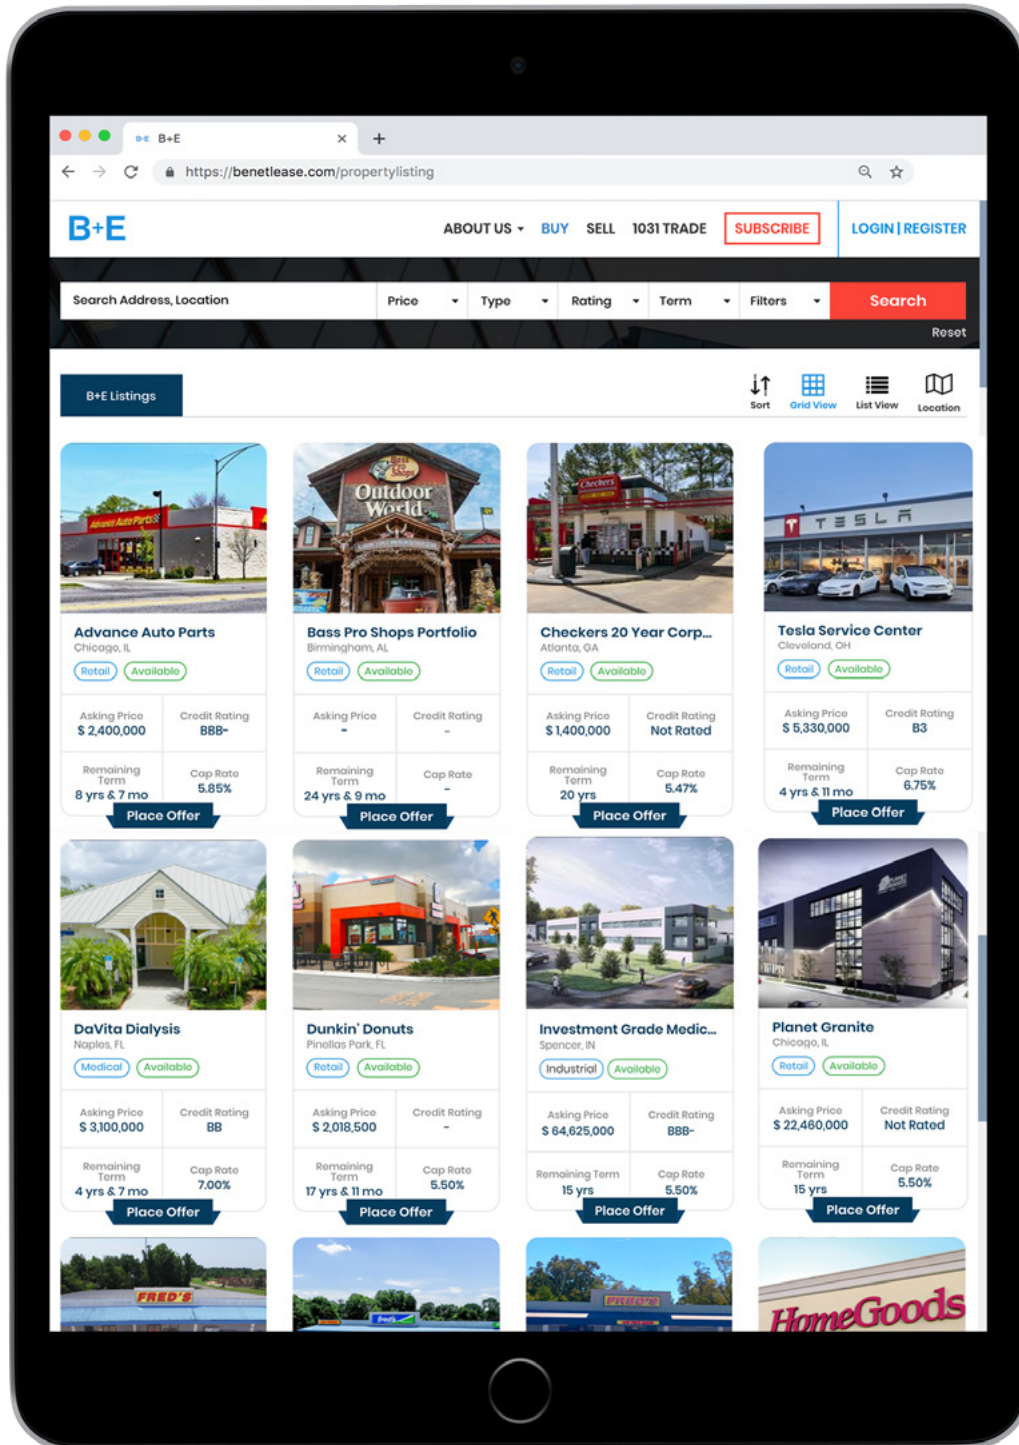 B+E B+E
https://benetlease.com/propertylisting
B+E
ABOUT US BUY SELL 1031 TRADE SUBSCRIBE LOGIN | REGISTER
Search Address, Location Price Type Rating Term Filters Search
Reset
B+E Listings
Sort Grid View List View Location
Advance Auto Parts
Bass Pro Shops
Outdoor World
Checkers
TESLA
Advance Auto Parts
Chicago, IL
Retail Available
Asking Price Credit Rating
$ 2,400,000 BBB-
Remaining Term Cap Rate
8 yrs & 7 mo 5.85%
Place Offer
Bass Pro Shops Portfolio
Birmingham, AL
Retail Available
Asking Price Credit Rating
- -
Remaining Term Cap Rate
24 yrs & 9 mo -
Place Offer
Checkers 20 Year Corp...
Atlanta, GA
Retail Available
Asking Price Credit Rating
$ 1,400,000 Not Rated
Remaining Term Cap Rate
20 yrs 5.47%
Place Offer
Tesla Service Center
Cleveland, OH
Retail Available
Asking Price Credit Rating
$ 5,330,000 B3
Remaining Term Cap Rate
4 yrs & 11 mo 6.75%
Place Offer
PLANET GRANITE
DaVita Dialysis
Naples, FL
Medical Available
Asking Price Credit Rating
$ 3,100,000 BB
Remaining Term Cap Rate
4 yrs & 7 mo 7.00%
Place Offer
Dunkin' Donuts
Pinellas Park, FL
Retail Available
Asking Price Credit Rating
$ 2,018,500 -
Remaining Term Cap Rate
17 yrs & 11 mo 5.50%
Place Offer
Investment Grade Medic...
Spencer, IN
Industrial Available
Asking Price Credit Rating
$ 64,625,000 BBB-
Remaining Term Cap Rate
15 yrs 5.50%
Place Offer
Planet Granite
Chicago, IL
Retail Available
Asking Price Credit Rating
$ 22,460,000 Not Rated
Remaining Term Cap Rate
15 yrs 5.50%
Place Offer
FRED'S
fred's
FRED'S
HomeGoods